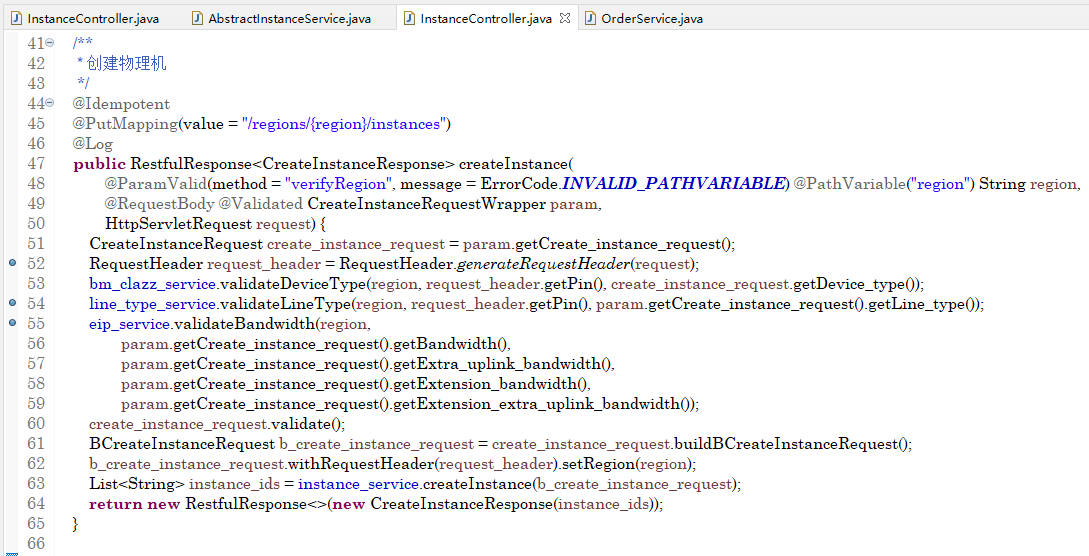 InstanceController.java AbstractInstanceService.java InstanceController.java OrderService.java
41 /**
42 * 创建物理机
43 */
44 @Idempotent
45 @PutMapping(value = "/regions/{region}/instances")
46 @Log
47 public RestfulResponse<CreateInstanceResponse> createInstance(
48 @ParamValid(method = "verifyRegion", message = ErrorCode.INVALID_PATHVARIABLE) @PathVariable("region") String region,
49 @RequestBody @Validated CreateInstanceRequestWrapper param,
50 HttpServletRequest request) {
51 CreateInstanceRequest create_instance_request = param.getCreate_instance_request();
52 RequestHeader request_header = RequestHeader.generateRequestHeader(request);
53 bm_clazz_service.validateDeviceType(region, request_header.getPin(), create_instance_request.getDevice_type());
54 line_type_service.validateLineType(region, request_header.getPin(), param.getCreate_instance_request().getLine_type());
55 eip_service.validateBandwidth(region,
56 param.getCreate_instance_request().getBandwidth(),
57 param.getCreate_instance_request().getExtra_uplink_bandwidth(),
58 param.getCreate_instance_request().getExtension_bandwidth(),
59 param.getCreate_instance_request().getExtension_extra_uplink_bandwidth());
60 create_instance_request.validate();
61 BCreateInstanceRequest b_create_instance_request = create_instance_request.buildBCreateInstanceRequest();
62 b_create_instance_request.withRequestHeader(request_header).setRegion(region);
63 List<String> instance_ids = instance_service.createInstance(b_create_instance_request);
64 return new RestfulResponse<>(new CreateInstanceResponse(instance_ids));
65 }
66